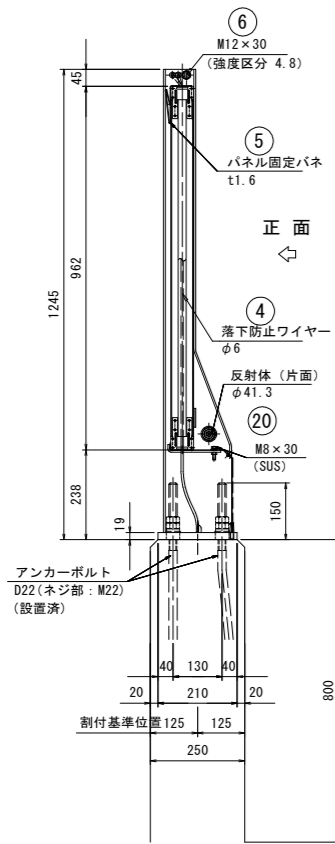 ⑥
M12×30
(強度区分 4.8)
45
⑤
パネル固定バネ
t1.6
正 面
962
1245
④
落下防止ワイヤー
φ6
反射体（片面）
φ41.3
⑳
M8×30
(SUS)
238
19
150
アンカーボルト
D22(ネジ部：M22)
(設置済)
40 130 40
20 210 20
割付基準位置 125 125
250
800